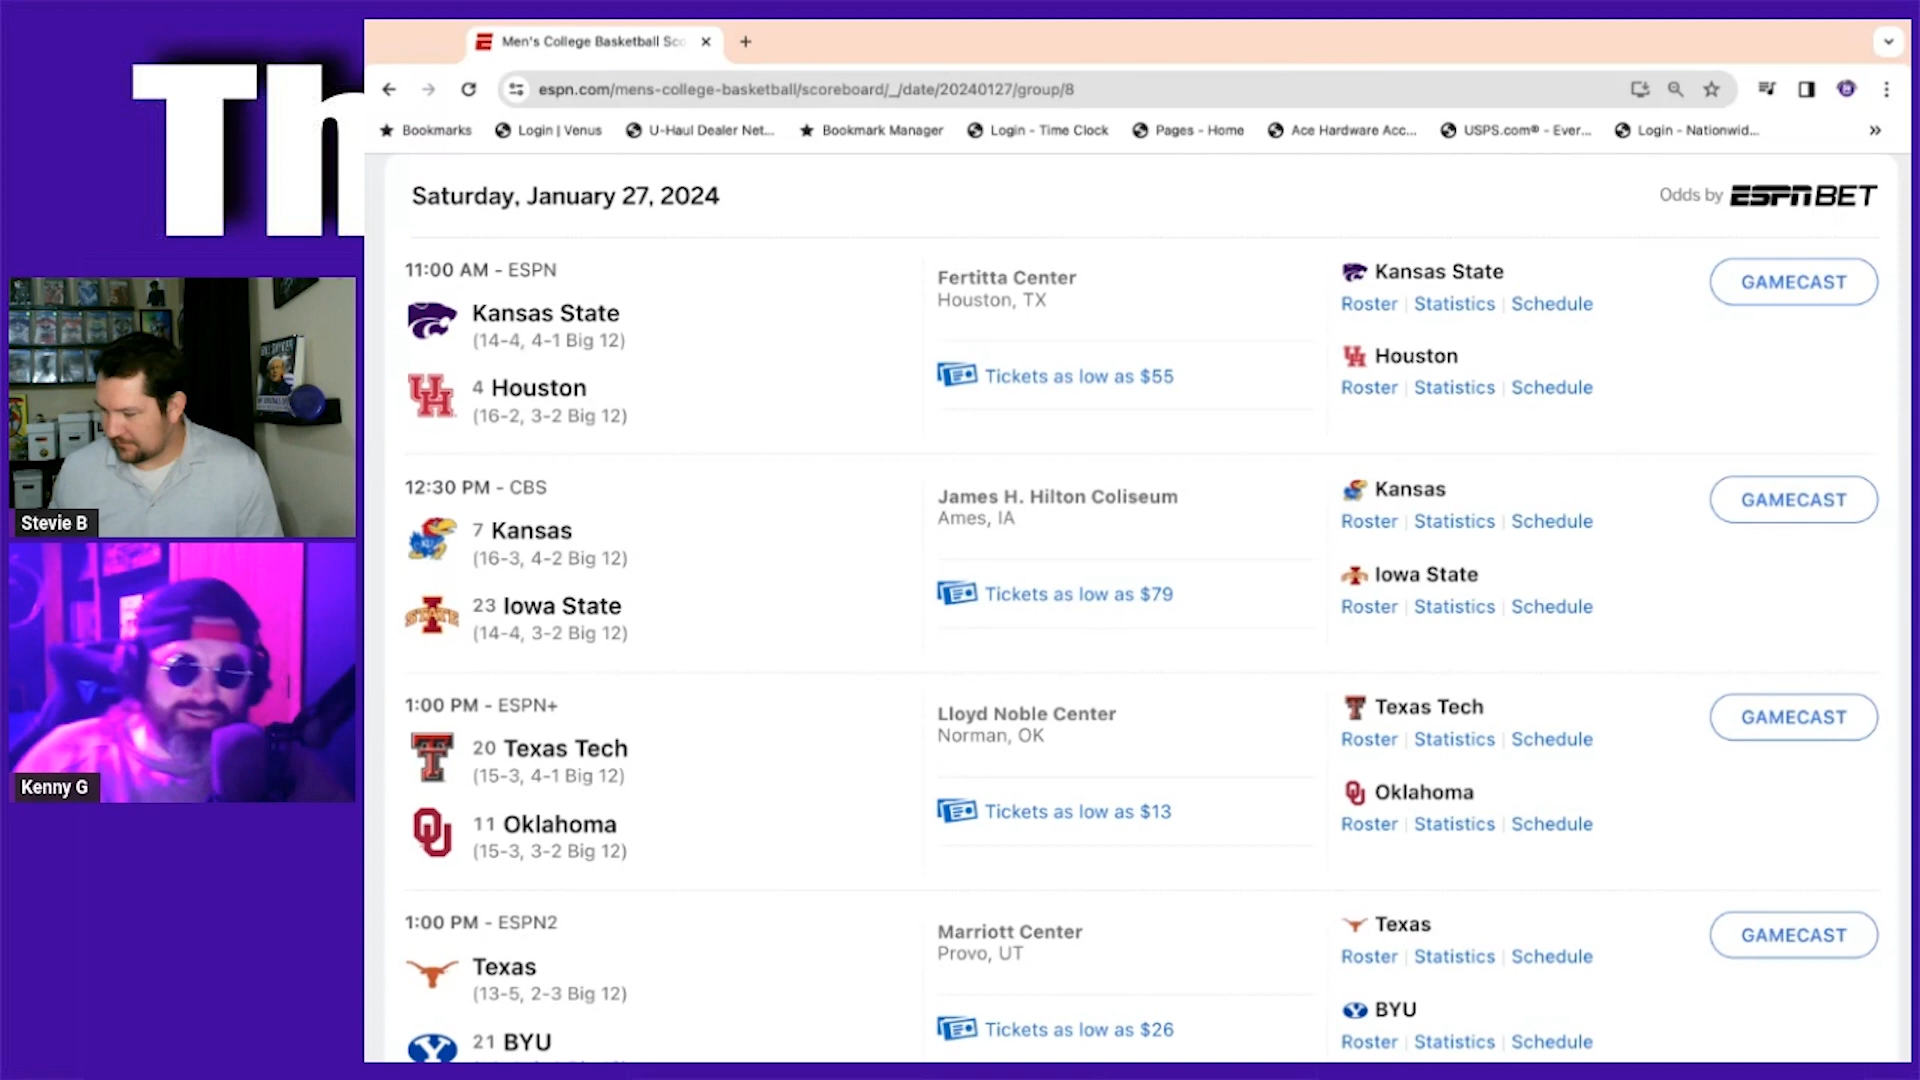 Th
Men's College Basketball Sco
espn.com/mens-college-basketball/scoreboard/_/date/20240127/group/8
Bookmarks
Login | Venus
U-Haul Dealer Net...
Bookmark Manager
Login - Time Clock
Pages - Home
Ace Hardware Acc...
USPS.com® - Ever...
Login - Nationwid...
Saturday, January 27, 2024
Odds by ESPN BET
11:00 AM - ESPN
Kansas State
(14-4, 4-1 Big 12)
4 Houston
(16-2, 3-2 Big 12)
Fertitta Center
Houston, TX
Tickets as low as $55
Kansas State
Roster | Statistics | Schedule
Houston
Roster | Statistics | Schedule
GAMECAST
12:30 PM - CBS
7 Kansas
(16-3, 4-2 Big 12)
STATE
23 Iowa State
(14-4, 3-2 Big 12)
James H. Hilton Coliseum
Ames, IA
Tickets as low as $79
Kansas
Roster | Statistics | Schedule
Iowa State
Roster | Statistics | Schedule
GAMECAST
1:00 PM - ESPN+
20 Texas Tech
(15-3, 4-1 Big 12)
11 Oklahoma
(15-3, 3-2 Big 12)
Lloyd Noble Center
Norman, OK
Tickets as low as $13
Texas Tech
Roster | Statistics | Schedule
Oklahoma
Roster | Statistics | Schedule
GAMECAST
1:00 PM - ESPN2
Texas
(13-5, 2-3 Big 12)
21 BYU
Marriott Center
Provo, UT
Tickets as low as $26
Texas
Roster | Statistics | Schedule
BYU
Roster | Statistics | Schedule
GAMECAST
Stevie B
Kenny G